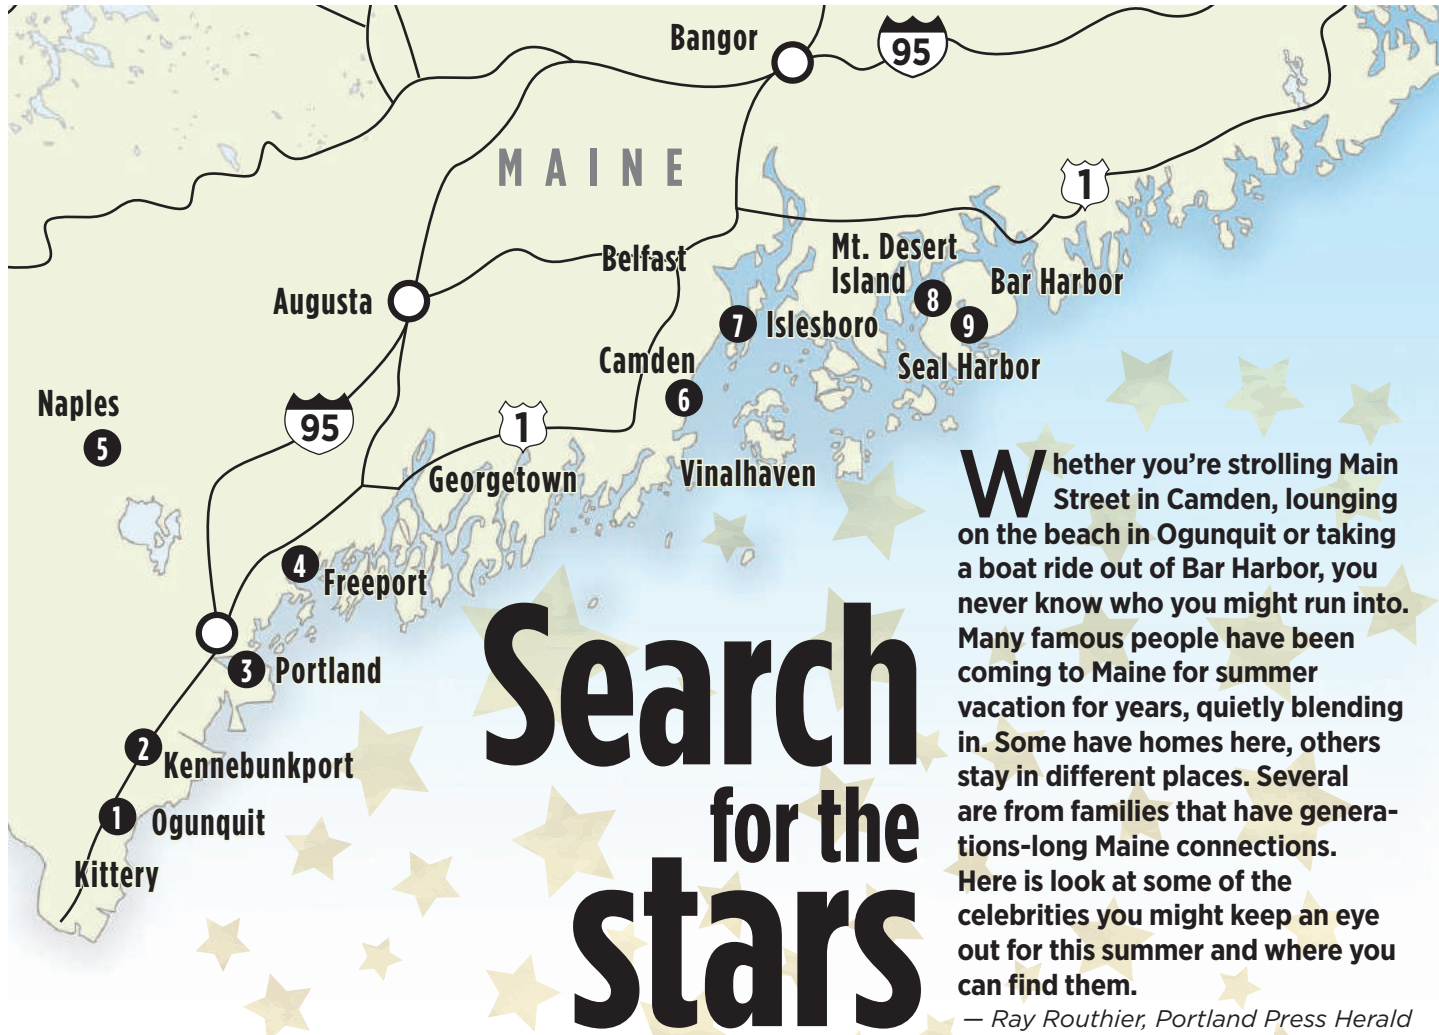 Bangor
95
MAINE
1
Belfast
Mt. Desert
Island
8
Bar Harbor
Augusta
7 Islesboro
9
Seal Harbor
Camden
6
Naples
5
95
1
Georgetown
Vinalhaven
4
Freeport
3 Portland
2
Kennebunkport
1 Ogunquit
Kittery
Search
for the
stars
Whether you’re strolling Main
Street in Camden, lounging
on the beach in Ogunquit or taking
a boat ride out of Bar Harbor, you
never know who you might run into.
Many famous people have been
coming to Maine for summer
vacation for years, quietly blending
in. Some have homes here, others
stay in different places. Several
are from families that have genera-
tions-long Maine connections.
Here is look at some of the
celebrities you might keep an eye
out for this summer and where you
can find them.
— Ray Routhier, Portland Press Herald